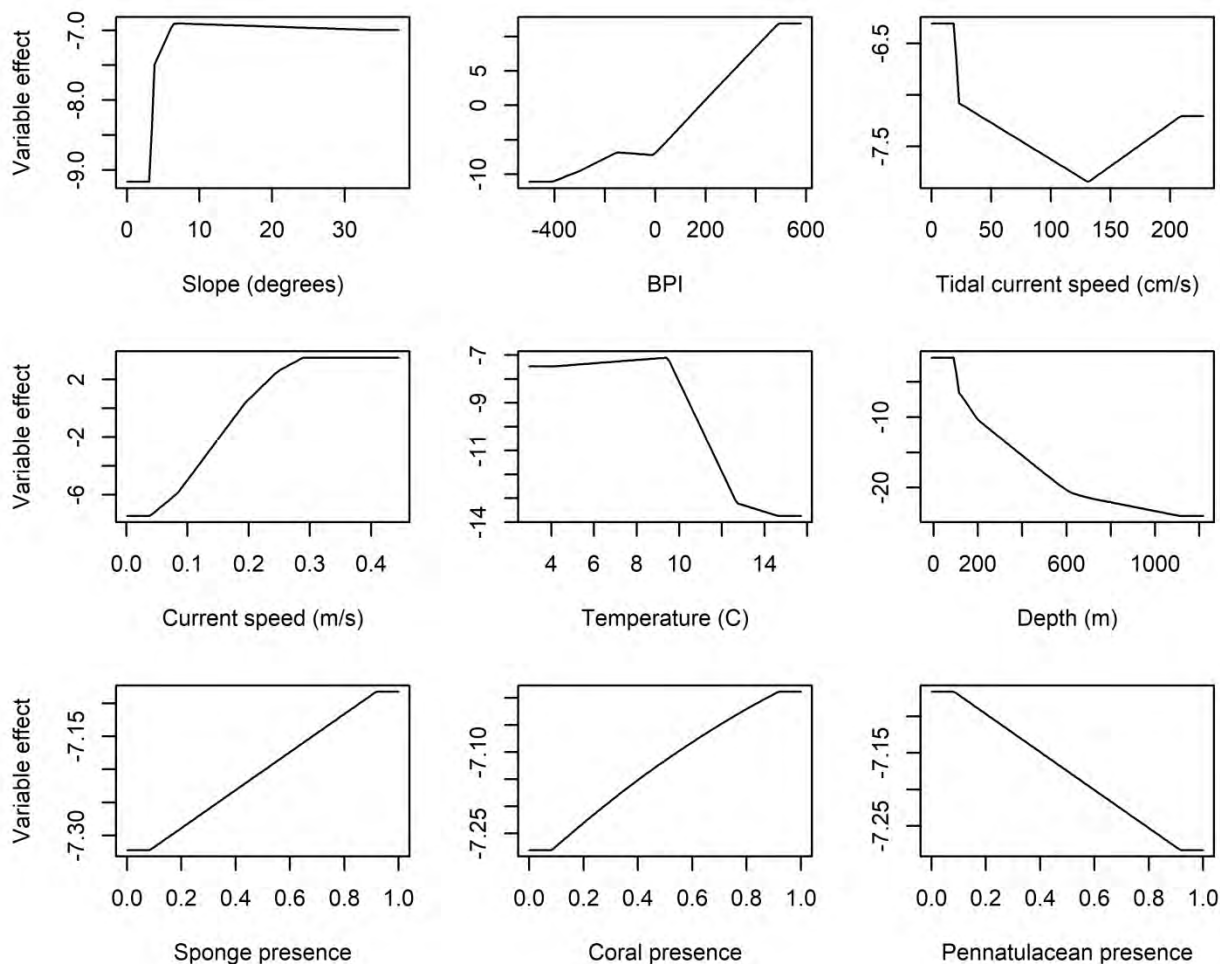 Variable effect
-7.0
-8.0
-9.0
0 10 20 30
Slope (degrees)
5
0
-10
-400 0 200 600
BPI
-6.5
-7.5
0 50 100 150 200
Tidal current speed (cm/s)
Variable effect
2
-2
-6
0.0 0.1 0.2 0.3 0.4
Current speed (m/s)
-7
-9
-11
-14
4 6 8 10 14
Temperature (C)
-10
-20
0 200 600 1000
Depth (m)
Variable effect
-7.15
-7.30
0.0 0.2 0.4 0.6 0.8 1.0
Sponge presence
-7.10
-7.25
0.0 0.2 0.4 0.6 0.8 1.0
Coral presence
-7.15
-7.25
0.0 0.2 0.4 0.6 0.8 1.0
Pennatulacean presence